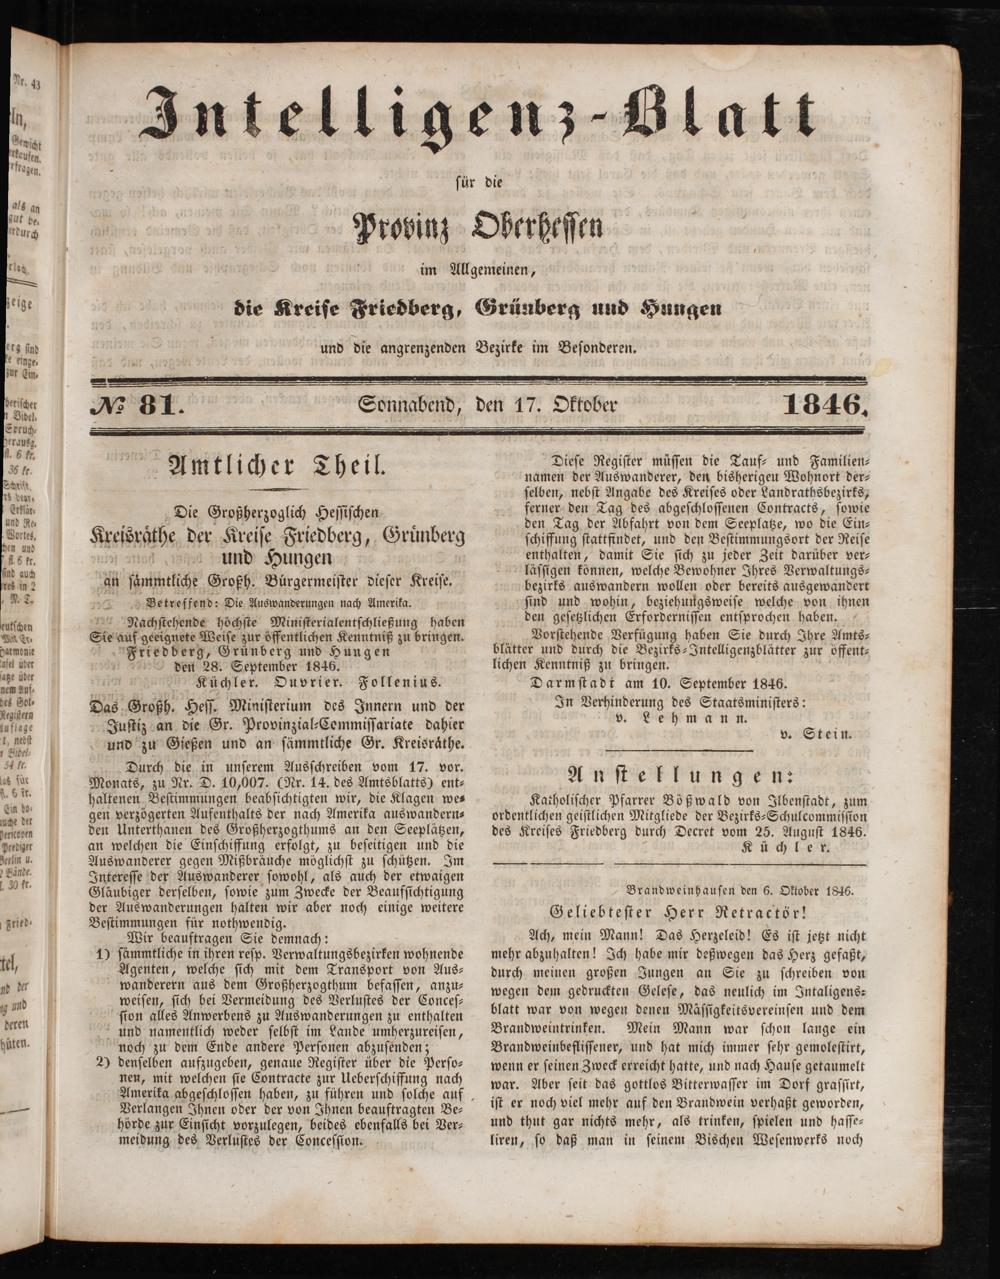 Intelligenz-Blatt
für die
Provinz Oberhessen
im Allgemeinen,
die Kreise Friedberg, Grünberg und Hungen
und die angrenzenden Bezirke im Besonderen.
№ 81. Sonnabend, den 17. Oktober 1846.
Amtlicher Theil.
Die Großherzoglich Hessischen
Kreisräthe der Kreise Friedberg, Grünberg
und Hungen
an sämmtliche Großh. Bürgermeister dieser Kreise.
Betreffend: Die Auswanderungen nach Amerika.
Nachstehende höchste Ministerialentschließung haben
Sie auf geeignete Weise zur öffentlichen Kenntniß zu bringen.
Friedberg, Grünberg und Hungen
den 28. September 1846.
Küchler. Ouvrier. Follenius.
Das Großh. Hess. Ministerium des Innern und der
Justiz an die Gr. Provinzial-Commissariate dahier
und zu Gießen und an sämmtliche Gr. Kreisräthe.
Durch die in unserem Ausschreiben vom 17. vor.
Monats, zu Nr. D. 10,007. (Nr. 14. des Amtsblatts) ent-
haltenen Bestimmungen beabsichtigten wir, die Klagen we-
gen verzögerten Aufenthalts der nach Amerika auswandern-
den Unterthanen des Großherzogthums an den Seeplätzen,
an welchen die Einschiffung erfolgt, zu beseitigen und die
Auswanderer gegen Mißbräuche möglichst zu schützen. Im
Interesse der Auswanderer sowohl, als auch der etwaigen
Gläubiger derselben, sowie zum Zwecke der Beaufsichtigung
der Auswanderungen halten wir aber noch einige weitere
Bestimmungen für nothwendig.
Wir beauftragen Sie demnach:
1) sämmtliche in ihren resp. Verwaltungsbezirken wohnende
Agenten, welche sich mit dem Transport von Aus-
wanderern aus dem Großherzogthum befassen, anzu-
weisen, sich bei Vermeidung des Verlustes der Conces-
sion alles Anwerbens zu Auswanderungen zu enthalten
und namentlich weder selbst im Lande umherzureisen,
noch zu dem Ende andere Personen abzusenden;
2) denselben aufzugeben, genaue Register über die Perso-
nen, mit welchen sie Contracte zur Ueberschiffung nach
Amerika abgeschlossen haben, zu führen und solche auf
Verlangen Ihnen oder der von Ihnen beauftragten Be-
hörde zur Einsicht vorzulegen, beides ebenfalls bei Ver-
meidung des Verlustes der Concession.
Diese Register müssen die Tauf- und Familien-
namen der Auswanderer, den bisherigen Wohnort der-
selben, nebst Angabe des Kreises oder Landrathsbezirks,
ferner den Tag des abgeschlossenen Contracts, sowie
den Tag der Abfahrt von dem Seeplatze, wo die Ein-
schiffung stattfindet, und den Bestimmungsort der Reise
enthalten, damit Sie sich zu jeder Zeit darüber ver-
lässigen können, welche Bewohner Ihres Verwaltungs-
bezirks auswandern wollen oder bereits ausgewandert
sind und wohin, beziehungsweise welche von ihnen
den gesetzlichen Erfordernissen entsprochen haben.
Vorstehende Verfügung haben Sie durch Ihre Amts-
blätter und durch die Bezirks-Intelligenzblätter zur öffent-
lichen Kenntniß zu bringen.
Darmstadt am 10. September 1846.
In Verhinderung des Staatsministers:
v. Lehmann.
v. Stein.
Anstellungen:
Katholischer Pfarrer Bößwald von Ilbenstadt, zum
ordentlichen geistlichen Mitgliede der Bezirks-Schulcommission
des Kreises Friedberg durch Decret vom 25. August 1846.
Küchler.
Brandweinhausen den 6. Oktober 1846.
Geliebtester Herr Retractör!
Ach, mein Mann! Das Herzeleid! Es ist jetzt nicht
mehr abzuhalten! Ich habe mir deßwegen das Herz gefaßt,
durch meinen großen Jungen an Sie zu schreiben von
wegen dem gedruckten Gelese, das neulich im Intaligens-
blatt war von wegen denen Mässigkeitsvereinsen und dem
Brandweintrinken. Mein Mann war schon lange ein
Brandweinbeflissener, und hat mich immer sehr gemolestirt,
wenn er seinen Zweck erreicht hatte, und nach Hause getaumelt
war. Aber seit das gottlos Bitterwasser im Dorf grassirt,
ist er noch viel mehr auf den Brandwein verhaßt geworden,
und thut gar nichts mehr, als trinken, spielen und hasse-
liren, so daß man in seinem Bischen Wesenwerks noch